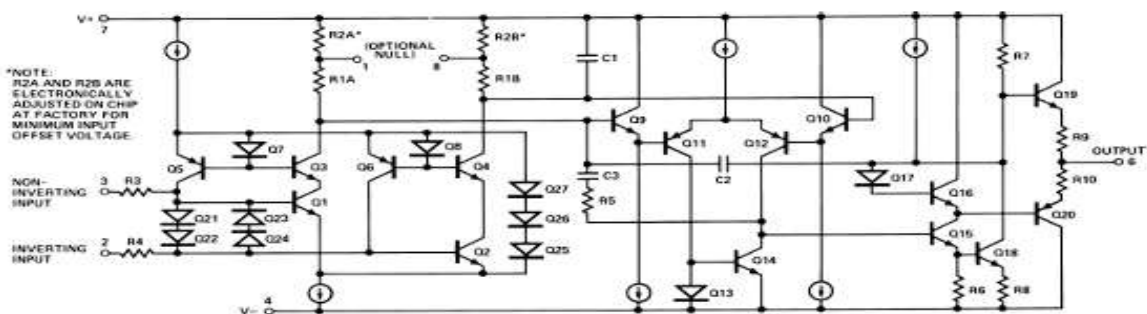 V+
7
R2A*
(OPTIONAL
NULL)
R2B*
1
8
R1A
R1B
C1
R7
*NOTE:
R2A AND R2B ARE
ELECTRONICALLY
ADJUSTED ON CHIP
AT FACTORY FOR
MINIMUM INPUT
OFFSET VOLTAGE.
Q9
Q10
Q19
Q7
Q8
Q11
Q12
R9
Q5
Q3
Q6
Q4
OUTPUT
6
NON-
INVERTING
INPUT
3
R3
C3
C2
Q17
R10
Q27
Q16
Q1
R5
Q20
Q21
Q23
Q26
Q22
Q24
Q15
INVERTING
INPUT
2
R4
Q2
Q25
Q14
Q18
Q13
R6
R8
V-
4